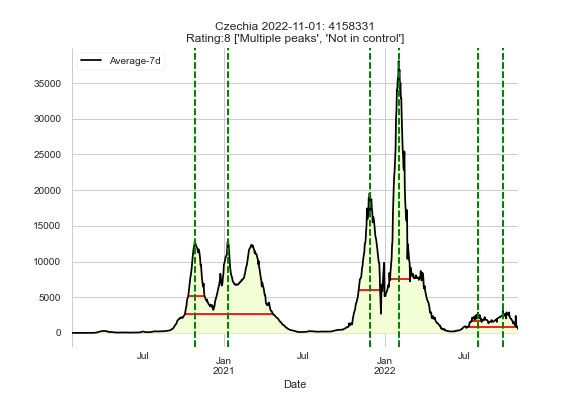 Czechia 2022-11-01: 4158331
Rating:8 ['Multiple peaks', 'Not in control']
Average-7d
35000
30000
25000
20000
15000
10000
5000
0
Jul
Jan
2021
Jul
Jan
2022
Jul
Date